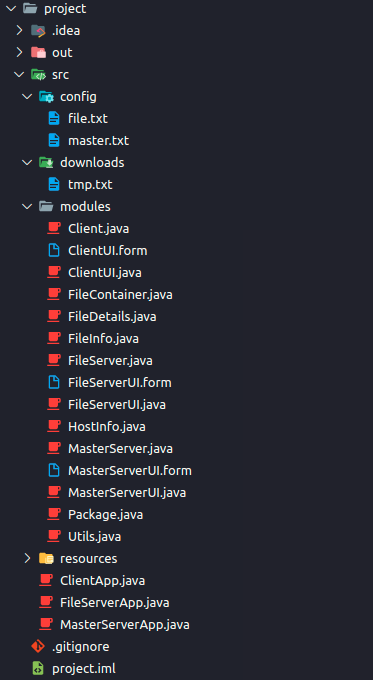 project
.idea
out
src
config
file.txt
master.txt
downloads
tmp.txt
modules
Client.java
ClientUI.form
ClientUI.java
FileContainer.java
FileDetails.java
FileInfo.java
FileServer.java
FileServerUI.form
FileServerUI.java
HostInfo.java
MasterServer.java
MasterServerUI.form
MasterServerUI.java
Package.java
Utils.java
resources
ClientApp.java
FileServerApp.java
MasterServerApp.java
.gitignore
project.iml